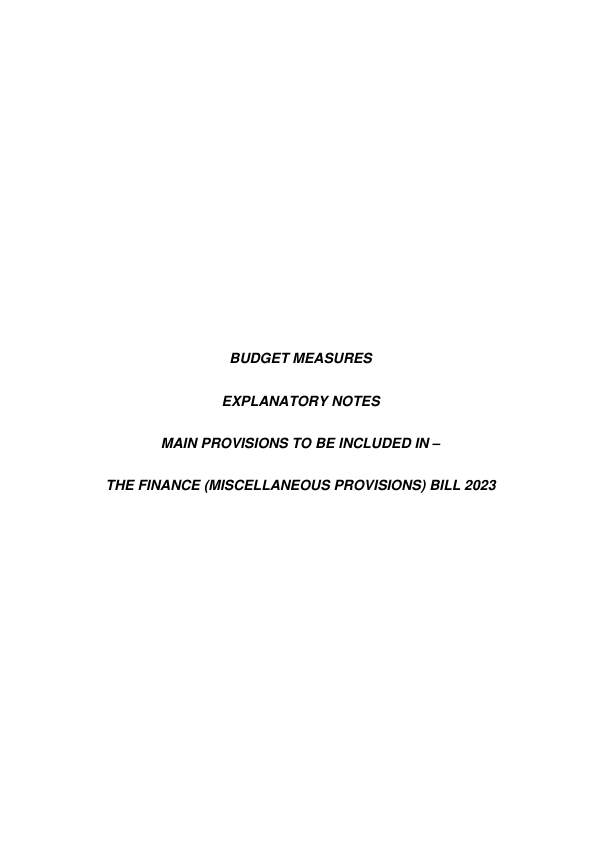 BUDGET MEASURES
EXPLANATORY NOTES
MAIN PROVISIONS TO BE INCLUDED IN –
THE FINANCE (MISCELLANEOUS PROVISIONS) BILL 2023